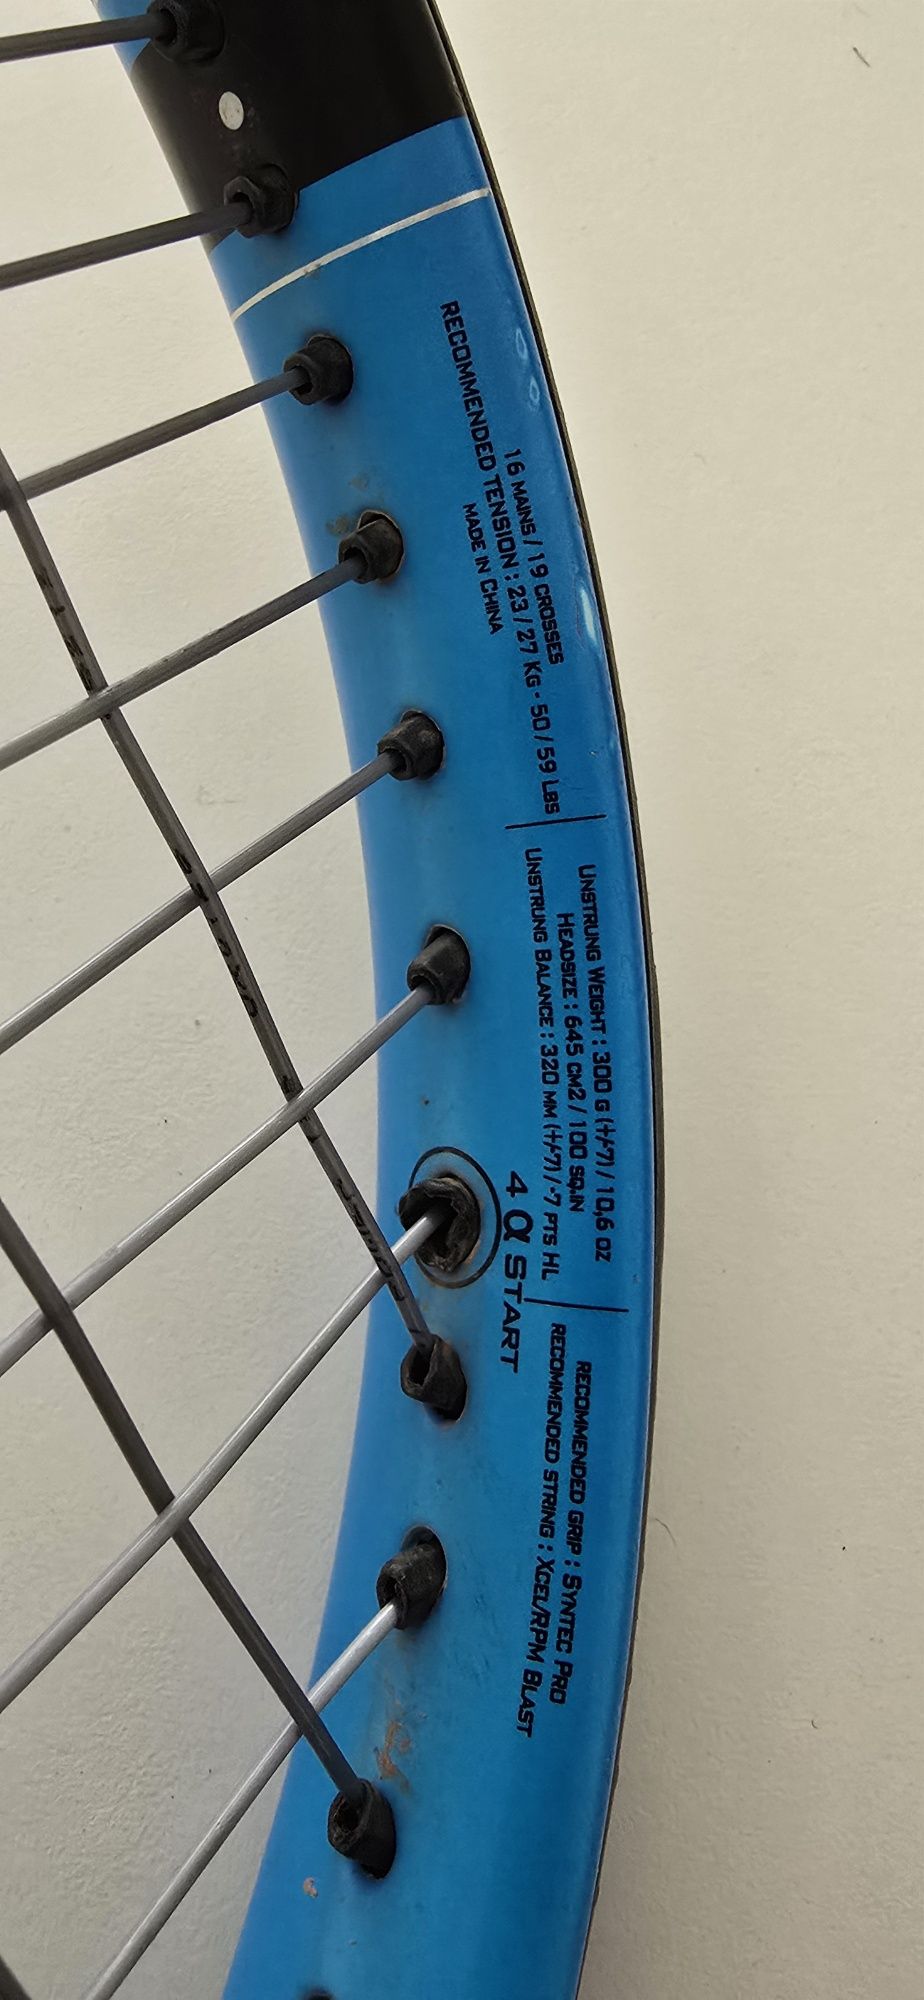 16 MAINS / 19 CROSSES
RECOMMENDED TENSION : 23 / 27 KG - 50 / 59 LBS
MADE IN CHINA
UNSTRUNG WEIGHT : 300 G (+/-7) / 10,6 OZ
HEADSIZE : 645 CM2 / 100 SQ.IN
UNSTRUNG BALANCE : 320 MM (+/-7) / -7 PTS HL
RECOMMENDED GRIP : SYNTEC PRO
RECOMMENDED STRING : XCEL/RPM BLAST
4 α START